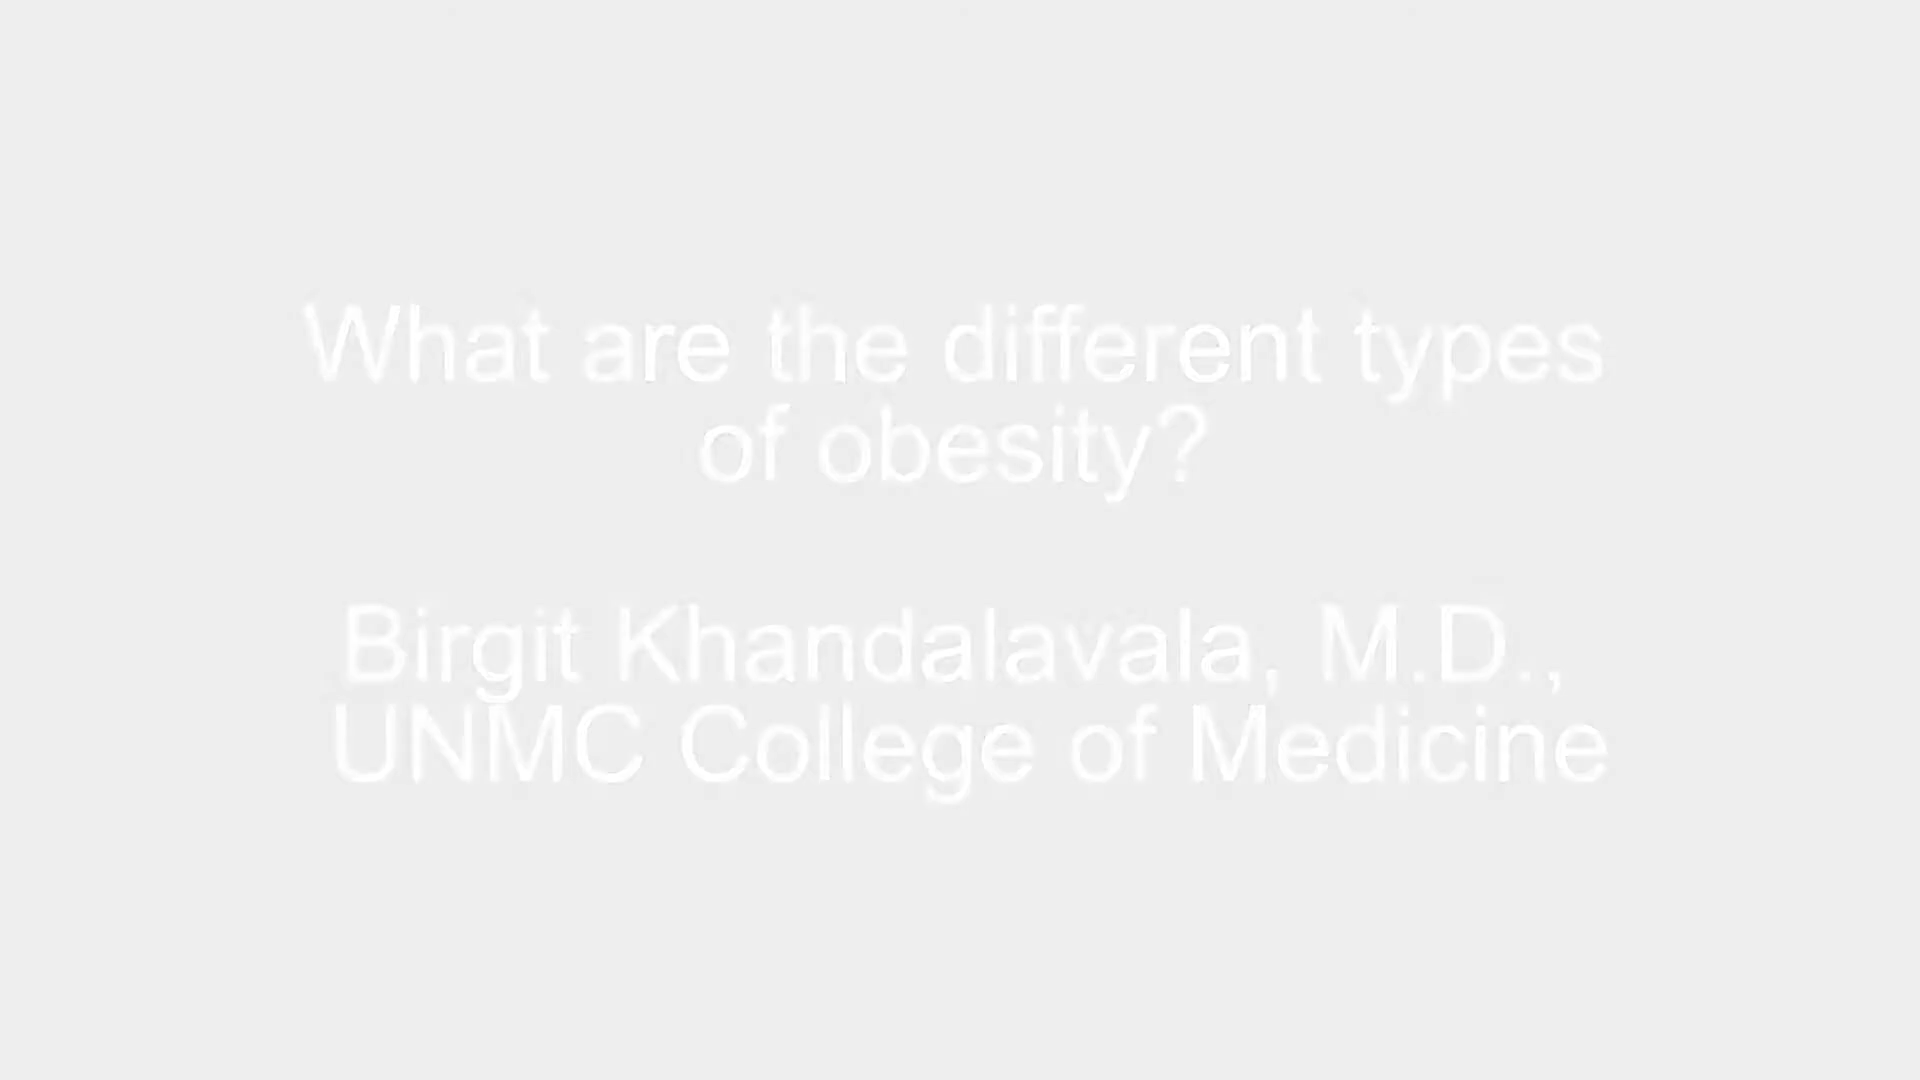 What are the different types
of obesity?
Birgit Khandalavala, M.D.,
UNMC College of Medicine